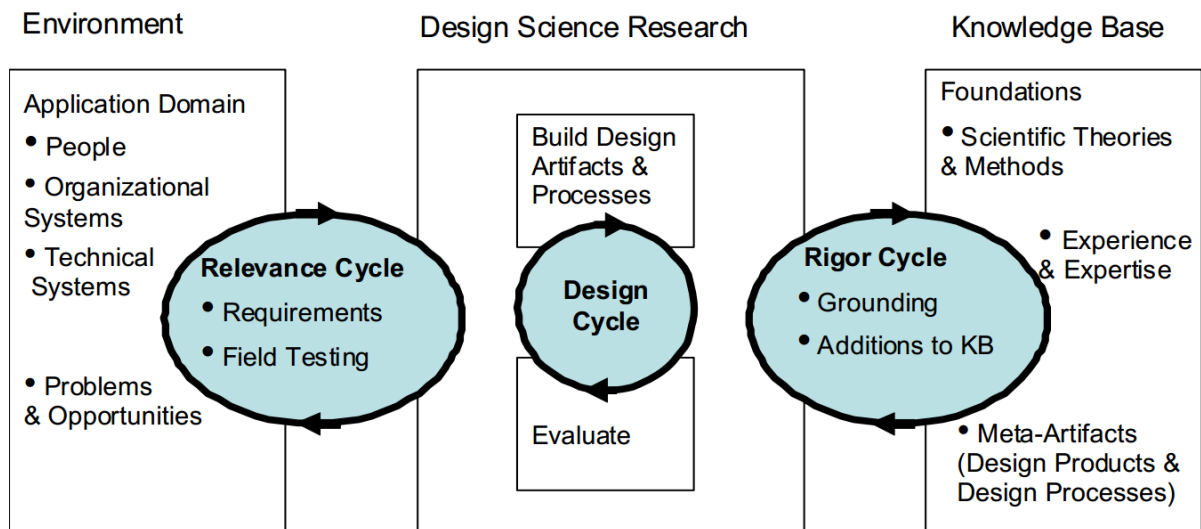 Environment
Design Science Research
Knowledge Base
Application Domain
• People
• Organizational
Systems
• Technical
Systems
• Problems
& Opportunities
Relevance Cycle
• Requirements
• Field Testing
Build Design
Artifacts &
Processes
Design
Cycle
Evaluate
Rigor Cycle
• Grounding
• Additions to KB
Foundations
• Scientific Theories
& Methods
• Experience
& Expertise
• Meta-Artifacts
(Design Products &
Design Processes)